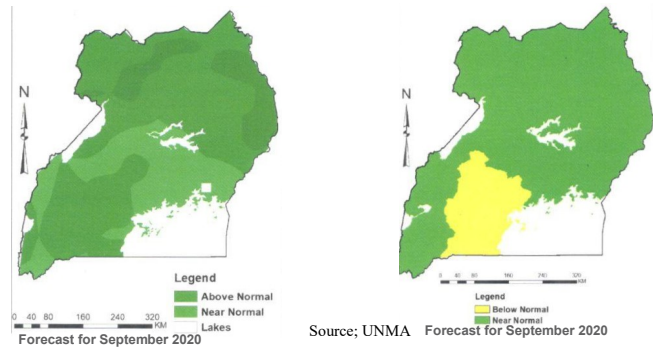 N
Legend
Above Normal
Near Normal
Lakes
0 40 80 160 240 320
KM
Forecast for September 2020
Source; UNMA
N
0 40 80 160 240 320
KM
Legend
Below Normal
Near Normal
Forecast for September 2020